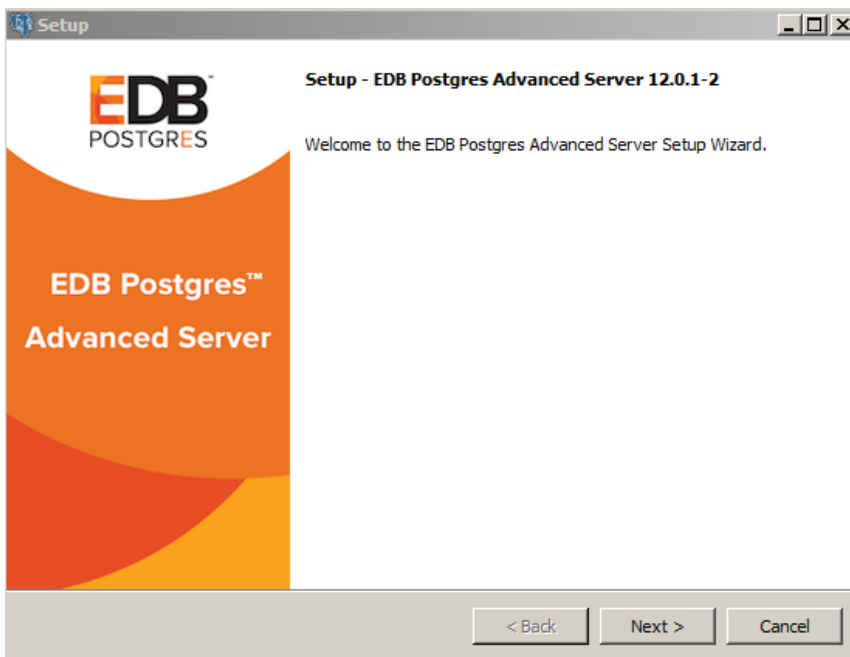 Setup
EDB
POSTGRES
Setup - EDB Postgres Advanced Server 12.0.1-2
Welcome to the EDB Postgres Advanced Server Setup Wizard.
EDB Postgres™
Advanced Server
< Back
Next >
Cancel